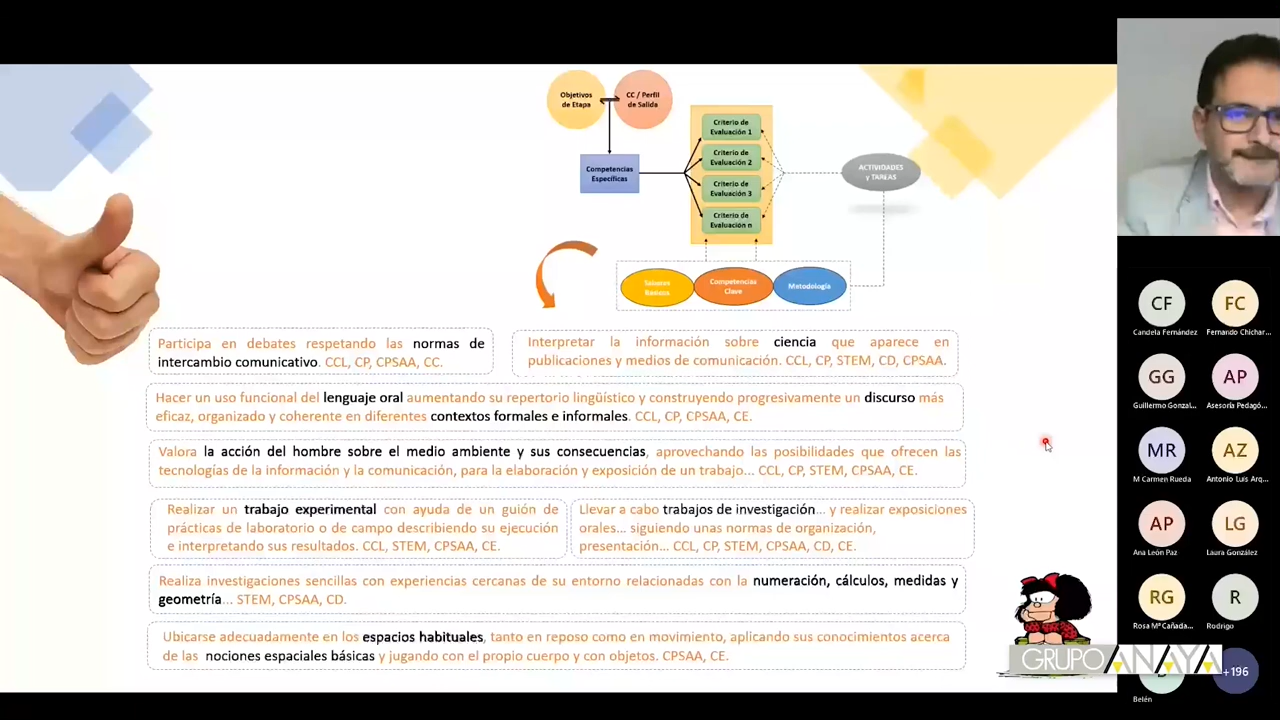 Objetivos
de Etapa
CC / Perfil
de Salida
Competencias
Específicas
Criterio de
Evaluación 1
Criterio de
Evaluación 2
Criterio de
Evaluación 3
Criterio de
Evaluación n
ACTIVIDADES
y TAREAS
Saberes
Básicos
Competencias
Clave
Metodología
Participa en debates respetando las normas de
intercambio comunicativo. CCL, CP, CPSAA, CC.
Interpretar la información sobre ciencia que aparece en
publicaciones y medios de comunicación. CCL, CP, STEM, CD, CPSAA.
Hacer un uso funcional del lenguaje oral aumentando su repertorio lingüístico y construyendo progresivamente un discurso más
eficaz, organizado y coherente en diferentes contextos formales e informales. CCL, CP, CPSAA, CE.
Valora la acción del hombre sobre el medio ambiente y sus consecuencias, aprovechando las posibilidades que ofrecen las
tecnologías de la información y la comunicación, para la elaboración y exposición de un trabajo... CCL, CP, STEM, CPSAA, CE.
Realizar un trabajo experimental con ayuda de un guión de
prácticas de laboratorio o de campo describiendo su ejecución
e interpretando sus resultados. CCL, STEM, CPSAA, CE.
Llevar a cabo trabajos de investigación... y realizar exposiciones
orales... siguiendo unas normas de organización,
presentación... CCL, CP, STEM, CPSAA, CD, CE.
Realiza investigaciones sencillas con experiencias cercanas de su entorno relacionadas con la numeración, cálculos, medidas y
geometría... STEM, CPSAA, CD.
Ubicarse adecuadamente en los espacios habituales, tanto en reposo como en movimiento, aplicando sus conocimientos acerca
de las nociones espaciales básicas y jugando con el propio cuerpo y con objetos. CPSAA, CE.
GRUPO ANAYA
CF
FC
Candela Fernández
Fernando Chichar...
GG
AP
Guillermo Gonzal...
Asesoría Pedagó...
MR
AZ
M Carmen Rueda
Antonio Luis Arq...
AP
LG
Ana León Paz
Laura González
RG
R
Rosa Mª Cañada...
Rodrigo
+196
Belén